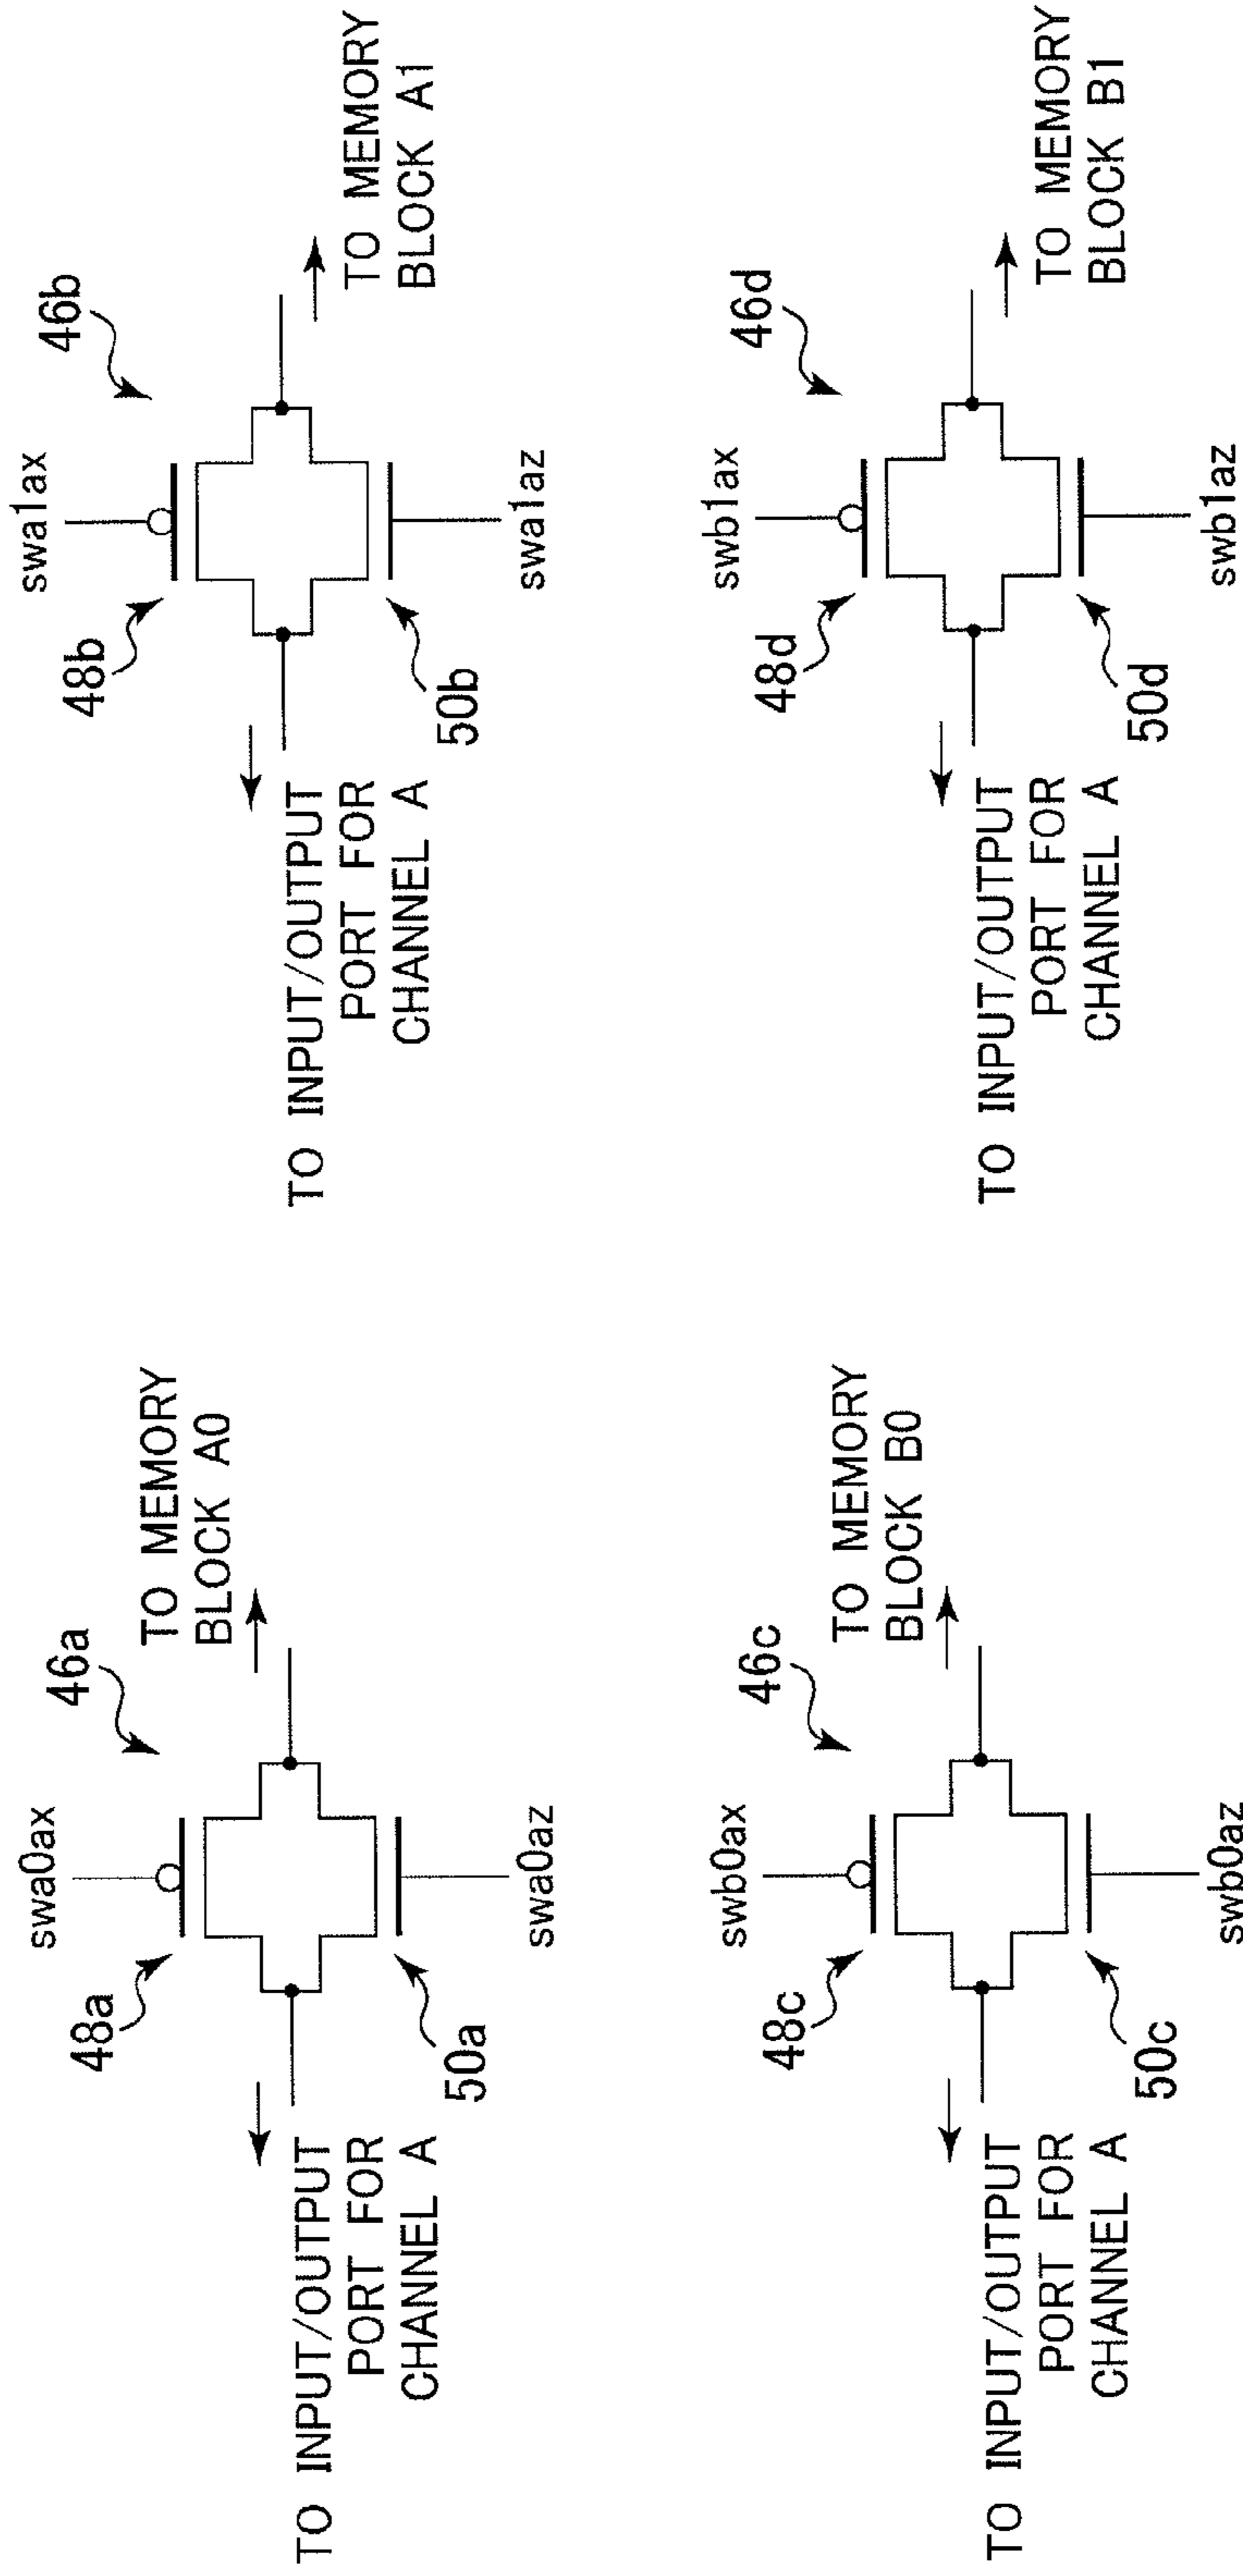 swa0ax
46a
48a
TO MEMORY
BLOCK A0
TO INPUT/OUTPUT
PORT FOR
CHANNEL A
50a
swa0az
swa1ax
46b
48b
TO INPUT/OUTPUT
PORT FOR
CHANNEL A
TO MEMORY
BLOCK A1
50b
swa1az
swb0ax
46c
48c
TO MEMORY
BLOCK B0
TO INPUT/OUTPUT
PORT FOR
CHANNEL A
50c
swb0az
swb1ax
46d
48d
TO INPUT/OUTPUT
PORT FOR
CHANNEL A
TO MEMORY
BLOCK B1
50d
swb1az